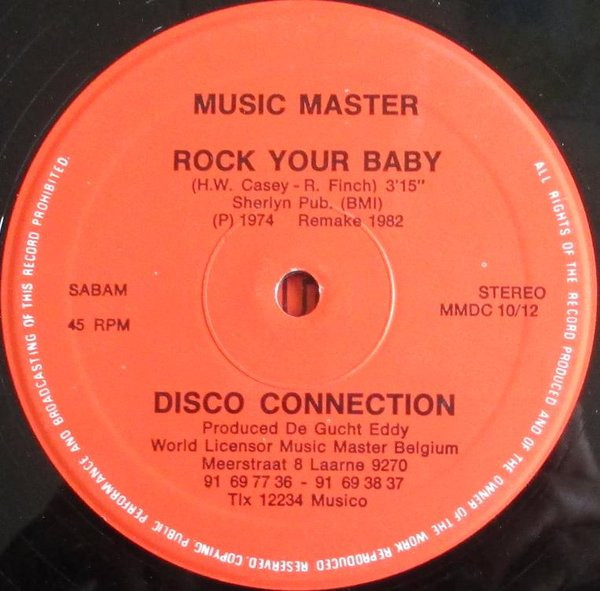 MUSIC MASTER
ROCK YOUR BABY
(H.W. Casey - R. Finch) 3'15"
Sherlyn Pub. (BMI)
(P) 1974 Remake 1982
SABAM
45 RPM
STEREO
MMDC 10/12
DISCO CONNECTION
Produced De Gucht Eddy
World Licensor Music Master Belgium
Meerstraat 8 Laarne 9270
91 69 77 36 - 91 69 38 37
Tlx 12234 Musico
ALL RIGHTS OF THE RECORD PRODUCED AND OF THE OWNER OF THE WORK REPRODUCED RESERVED. COPYING, PUBLIC PERFORMANCE AND BROADCASTING OF THIS RECORD PROHIBITED.